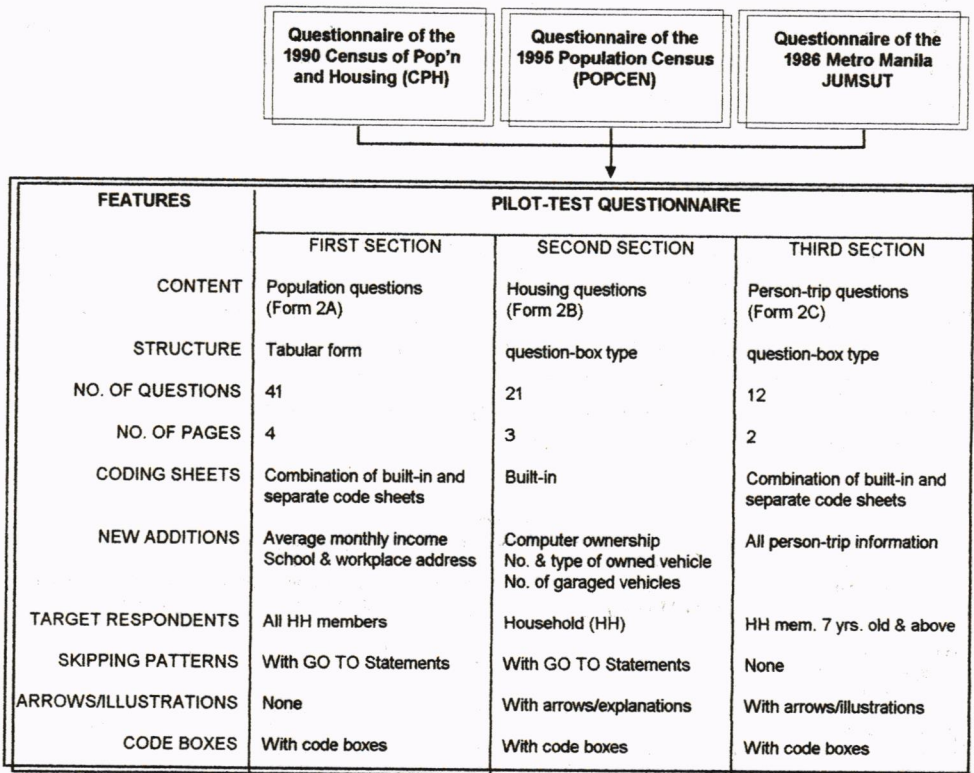 Questionnaire of the
1990 Census of Pop'n
and Housing (CPH)
Questionnaire of the
1995 Population Census
(POPCEN)
Questionnaire of the
1986 Metro Manila
JUMSUT
FEATURES
PILOT-TEST QUESTIONNAIRE
FIRST SECTION
SECOND SECTION
THIRD SECTION
CONTENT
Population questions
(Form 2A)
Housing questions
(Form 2B)
Person-trip questions
(Form 2C)
STRUCTURE
Tabular form
question-box type
question-box type
NO. OF QUESTIONS
41
21
12
NO. OF PAGES
4
3
2
CODING SHEETS
Combination of built-in and
separate code sheets
Built-in
Combination of built-in and
separate code sheets
NEW ADDITIONS
Average monthly income
School & workplace address
Computer ownership
No. & type of owned vehicle
No. of garaged vehicles
All person-trip information
TARGET RESPONDENTS
All HH members
Household (HH)
HH mem. 7 yrs. old & above
SKIPPING PATTERNS
With GO TO Statements
With GO TO Statements
None
ARROWS/ILLUSTRATIONS
None
With arrows/explanations
With arrows/illustrations
CODE BOXES
With code boxes
With code boxes
With code boxes